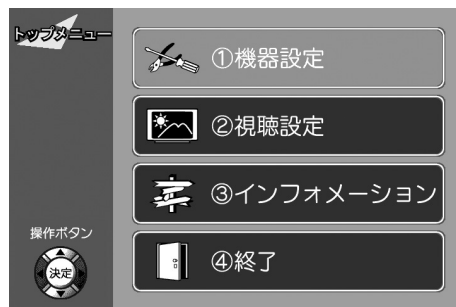 トップメニュー
①機器設定
②視聴設定
③インフォメーション
④終了
操作ボタン
決定